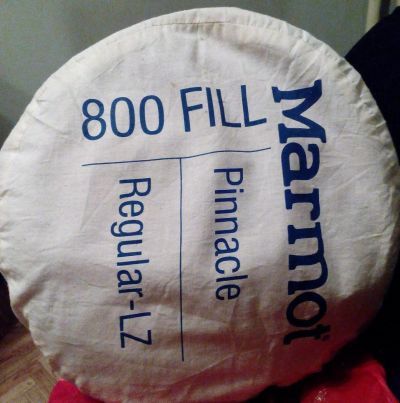 Marmot
800 FILL
Pinnacle
Regular-LZ